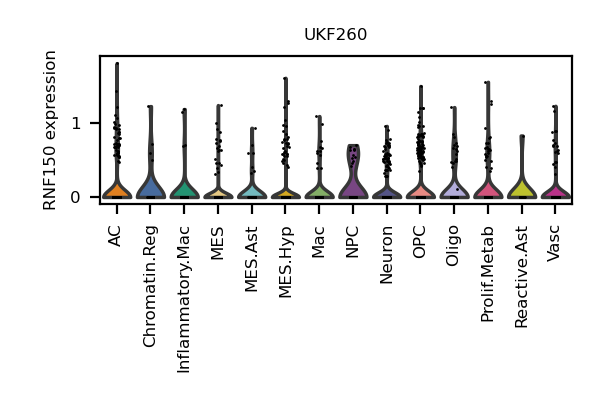 UKF260
RNF150 expression
1
0
AC
Chromatin.Reg
Inflammatory.Mac
MES
MES.Ast
MES.Hyp
Mac
NPC
Neuron
OPC
Oligo
Prolif.Metab
Reactive.Ast
Vasc